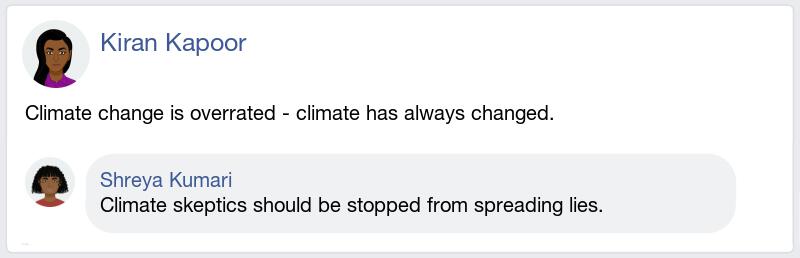 Kiran Kapoor
Climate change is overrated - climate has always changed.
Shreya Kumari
Climate skeptics should be stopped from spreading lies.